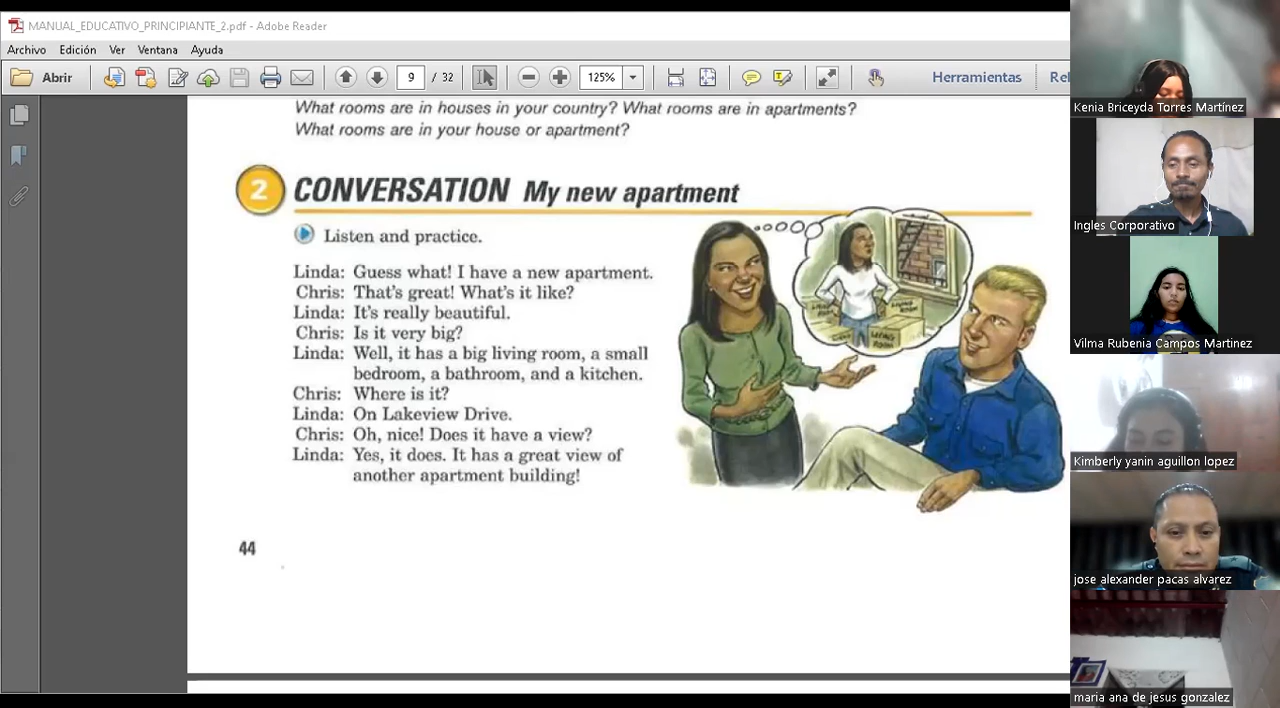 MANUAL_EDUCATIVO_PRINCIPIANTE_2.pdf - Adobe Reader
Archivo Edición Ver Ventana Ayuda
Abrir 9 / 32 125% Herramientas Rel
What rooms are in houses in your country? What rooms are in apartments?
What rooms are in your house or apartment?
2 CONVERSATION My new apartment
Listen and practice.
Linda: Guess what! I have a new apartment.
Chris: That's great! What's it like?
Linda: It's really beautiful.
Chris: Is it very big?
Linda: Well, it has a big living room, a small
bedroom, a bathroom, and a kitchen.
Chris: Where is it?
Linda: On Lakeview Drive.
Chris: Oh, nice! Does it have a view?
Linda: Yes, it does. It has a great view of
another apartment building!
LIVING
ROOM
44
Kenia Briceyda Torres Martínez
Ingles Corporativo
Vilma Rubenia Campos Martinez
Kimberly yanin aguillon lopez
jose alexander pacas alvarez
maria ana de jesus gonzalez